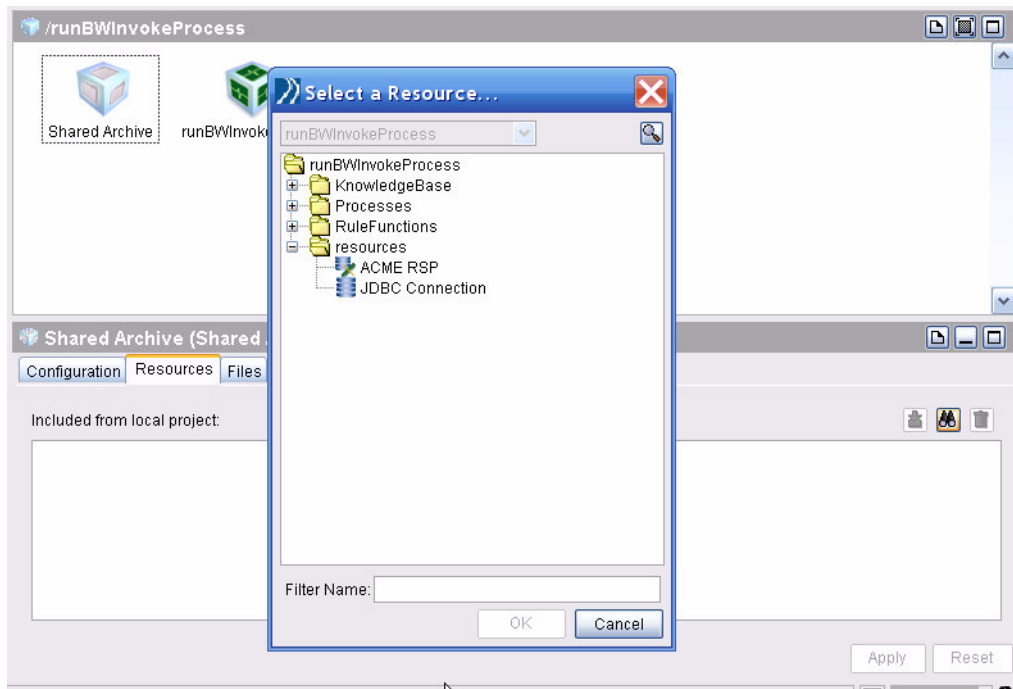 /runBWInvokeProcess
Shared Archive
runBWInvok
Select a Resource...
runBWInvokeProcess
runBWInvokeProcess
KnowledgeBase
Processes
RuleFunctions
resources
ACME RSP
JDBC Connection
Shared Archive (Shared
Configuration
Resources
Files
Included from local project:
Filter Name:
OK
Cancel
Apply
Reset